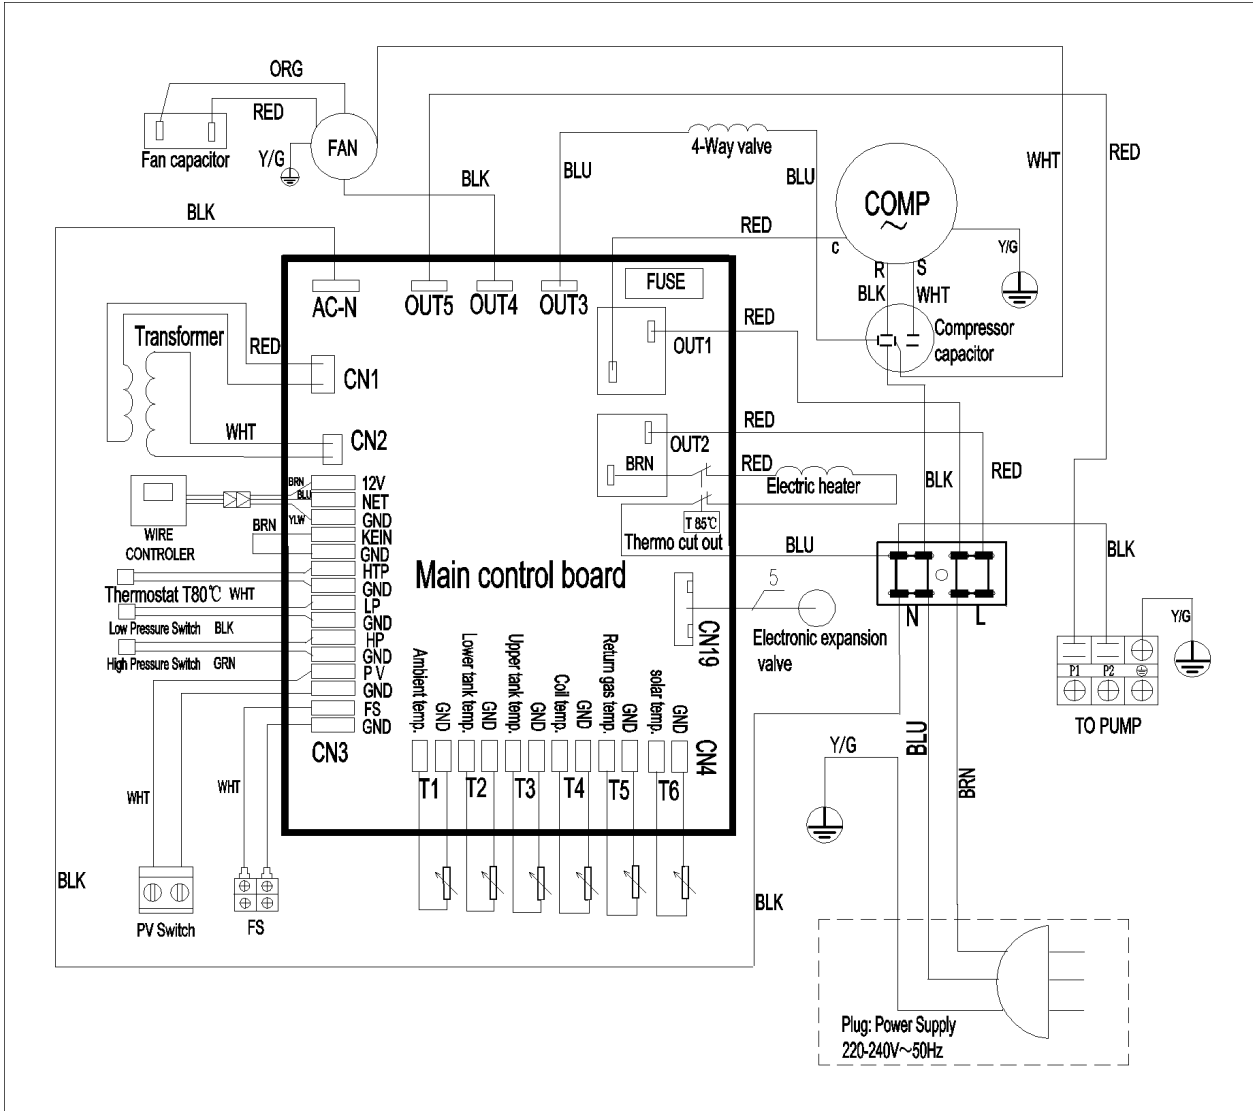 ORG
RED
Fan capacitor
Y/G
FAN
BLK
BLK
BLU
4-Way valve
BLU
WHT
RED
COMP
~
RED
C
R
S
Y/G
BLK
WHT
Compressor
capacitor
AC-N
OUT5
OUT4
OUT3
FUSE
RED
OUT1
Transformer
RED
CN1
WHT
CN2
RED
OUT2
BRN
RED
Electric heater
BLK
RED
T 85℃
Thermo cut out
BLU
BLK
WIRE
CONTROLER
BRN
BLU
YLW
BRN
12V
NET
GND
KEIN
GND
HTP
GND
LP
GND
HP
GND
PV
GND
FS
GND
CN3
Thermostat T80℃ WHT
Low Pressure Switch BLK
High Pressure Switch GRN
Main control board
5
Electronic expansion
valve
CN19
N
L
Y/G
P1
P2
TO PUMP
Ambient temp.
GND
Lower tank temp.
GND
Upper tank temp.
GND
Coil temp.
GND
Return gas temp.
GND
solar temp.
GND
CN4
T1
T2
T3
T4
T5
T6
Y/G
BLU
BRN
WHT
WHT
BLK
PV Switch
FS
BLK
Plug: Power Supply
220-240V~50Hz